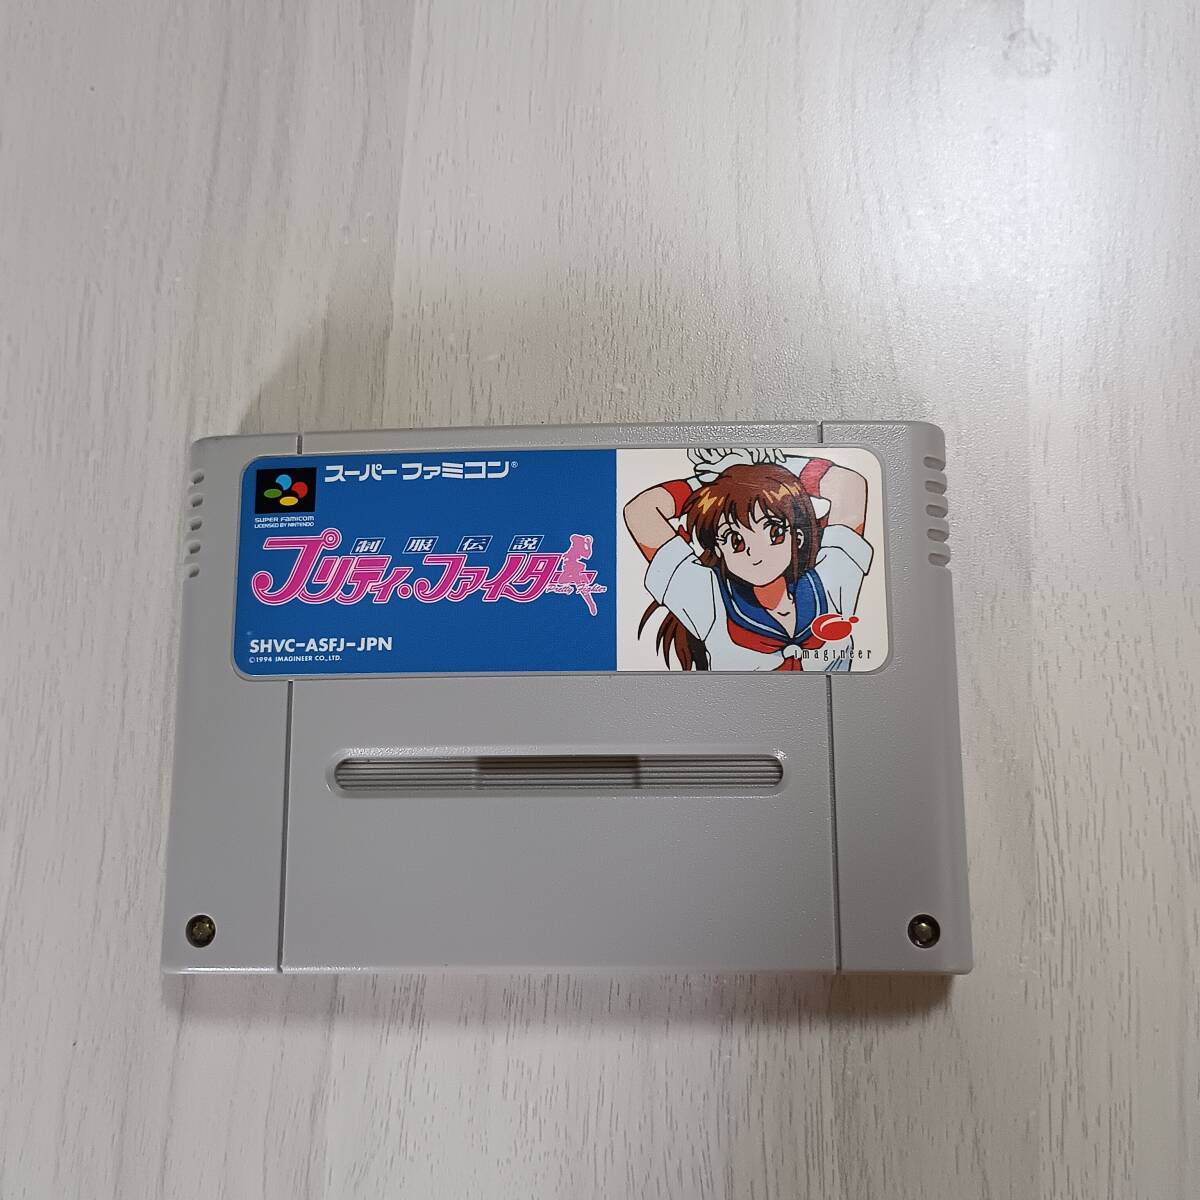 スーパーファミコン®
SUPER FAMICOM
LICENSED BY NINTENDO
制服伝説
プリティ・ファイター
Pretty Fighter
SHVC-ASFJ-JPN
©1994 IMAGINEER CO., LTD.
imagineer